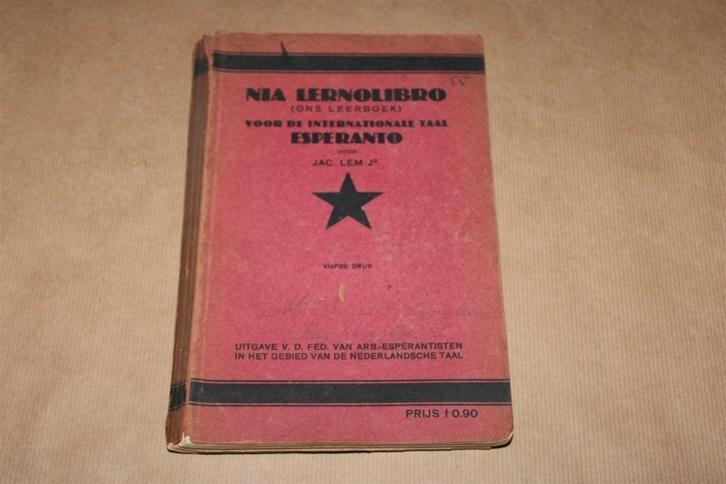 55
NIA LERNOLIBRO
(ONS LEERBOEK)
VOOR DE INTERNATIONALE TAAL
ESPERANTO
DOOR
JAC. LEM JR
VIJFDE DRUK
UITGAVE V. D. FED. VAN ARB.-ESPERANTISTEN
IN HET GEBIED VAN DE NEDERLANDSCHE TAAL
PRIJS f 0.90